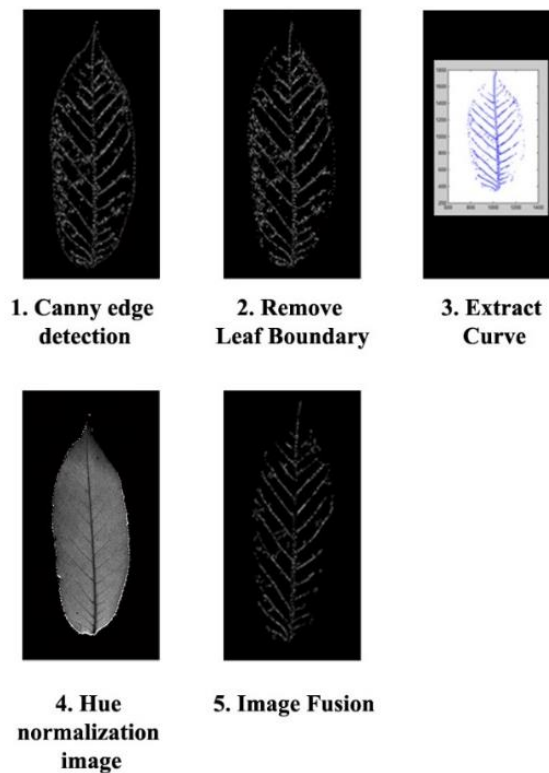 1. Canny edge
detection
2. Remove
Leaf Boundary
3. Extract
Curve
4. Hue
normalization
image
5. Image Fusion